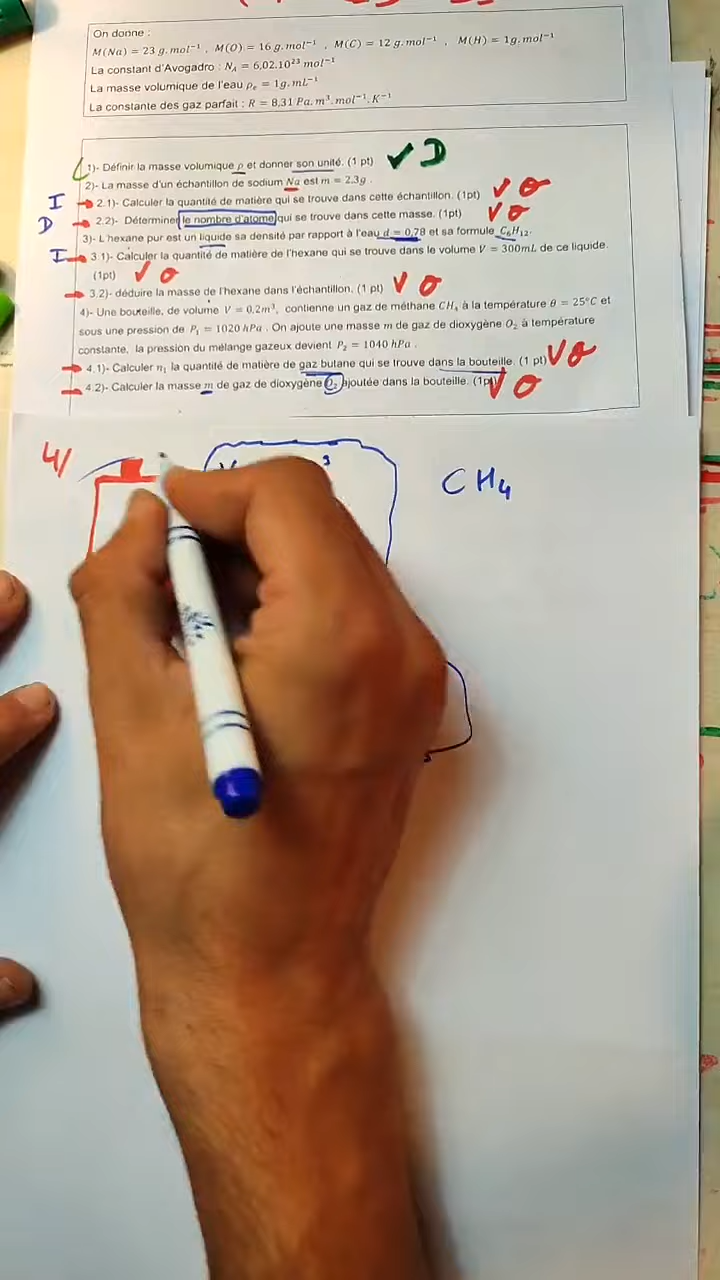 On donne :
M(Na) = 23 g.mol⁻¹ , M(O) = 16 g.mol⁻¹ , M(C) = 12 g.mol⁻¹ , M(H) = 1g.mol⁻¹
La constant d'Avogadro : N_A = 6,02.10²³ mol⁻¹
La masse volumique de l'eau ρₑ = 1g.mL⁻¹
La constante des gaz parfait : R = 8,31 Pa.m³.mol⁻¹.K⁻¹
1)- Définir la masse volumique ρ et donner son unité. (1 pt) D
2)- La masse d'un échantillon de sodium Na est m = 2.3g .
I 2.1)- Calculer la quantité de matière qui se trouve dans cette échantillon. (1pt)
D 2.2)- Déterminer le nombre d'atome qui se trouve dans cette masse. (1pt)
3)- L hexane pur est un liquide sa densité par rapport à l'eau d = 0,78 et sa formule C₆H₁₂.
I 3.1)- Calculer la quantité de matière de l'hexane qui se trouve dans le volume V = 300mL de ce liquide.
(1pt)
3.2)- déduire la masse de l'hexane dans l'échantillon. (1 pt)
4)- Une bouteille, de volume V = 0,2m³, contienne un gaz de méthane CH₄ à la température θ = 25°C et
sous une pression de P₁ = 1020 hPa . On ajoute une masse m de gaz de dioxygène O₂ à température
constante, la pression du mélange gazeux devient P₂ = 1040 hPa .
4.1)- Calculer n₁ la quantité de matière de gaz butane qui se trouve dans la bouteille. (1 pt)
4.2)- Calculer la masse m de gaz de dioxygène O₂ ajoutée dans la bouteille. (1pt)
4/
CH₄